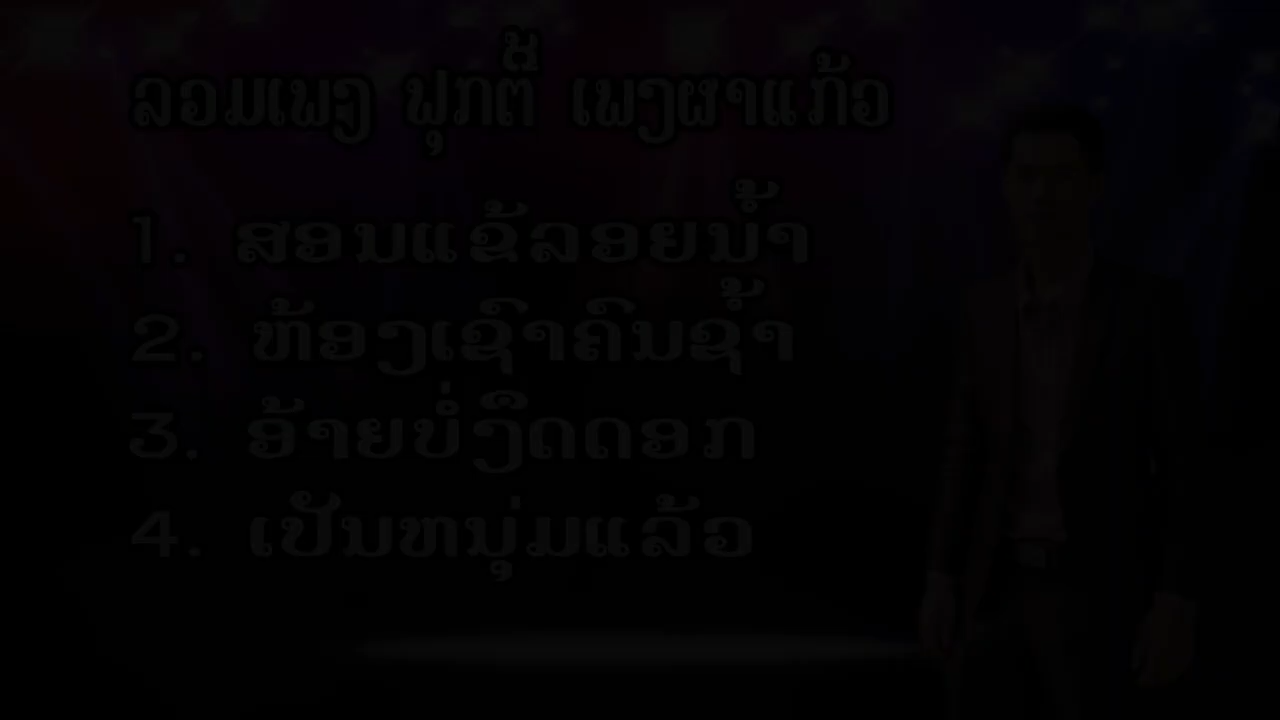 ລວມເພງ ຟຸກຕີ໊ ເພງຜາແກ້ວ
1. ສອນແຂ້ລອຍນ້ຳ
2. ຫ້ອງເຊົາຄົນຊ້ຳ
3. ອ້າຍບໍ່ງຶດດອກ
4. ເປັນຫນຸ່ມແລ້ວ